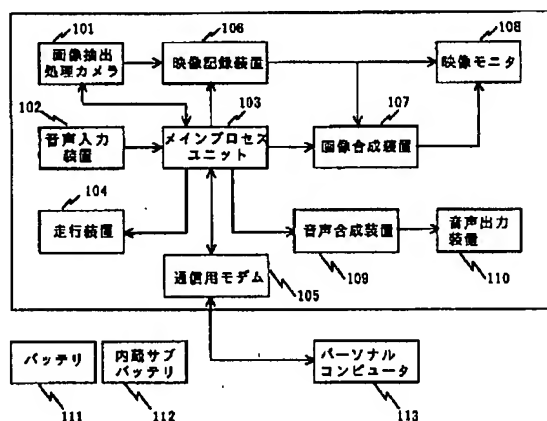 101
画像抽出
処理カメラ
106
映像記録装置
108
映像モニタ
102
音声入力
装置
103
メインプロセス
ユニット
107
画像合成装置
104
走行装置
音声合成装置
109
音声出力
装置
110
通信用モデム
105
バッテリ
111
内蔵サブ
バッテリ
112
パーソナル
コンピュータ
113